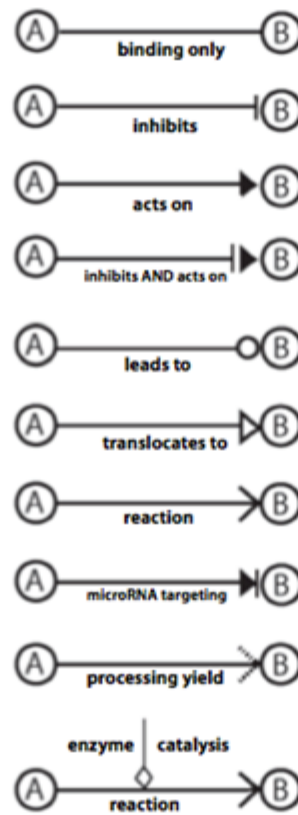 A B
binding only
A B
inhibits
A B
acts on
A B
inhibits AND acts on
A B
leads to
A B
translocates to
A B
reaction
A B
microRNA targeting
A B
processing yield
enzyme catalysis
A B
reaction